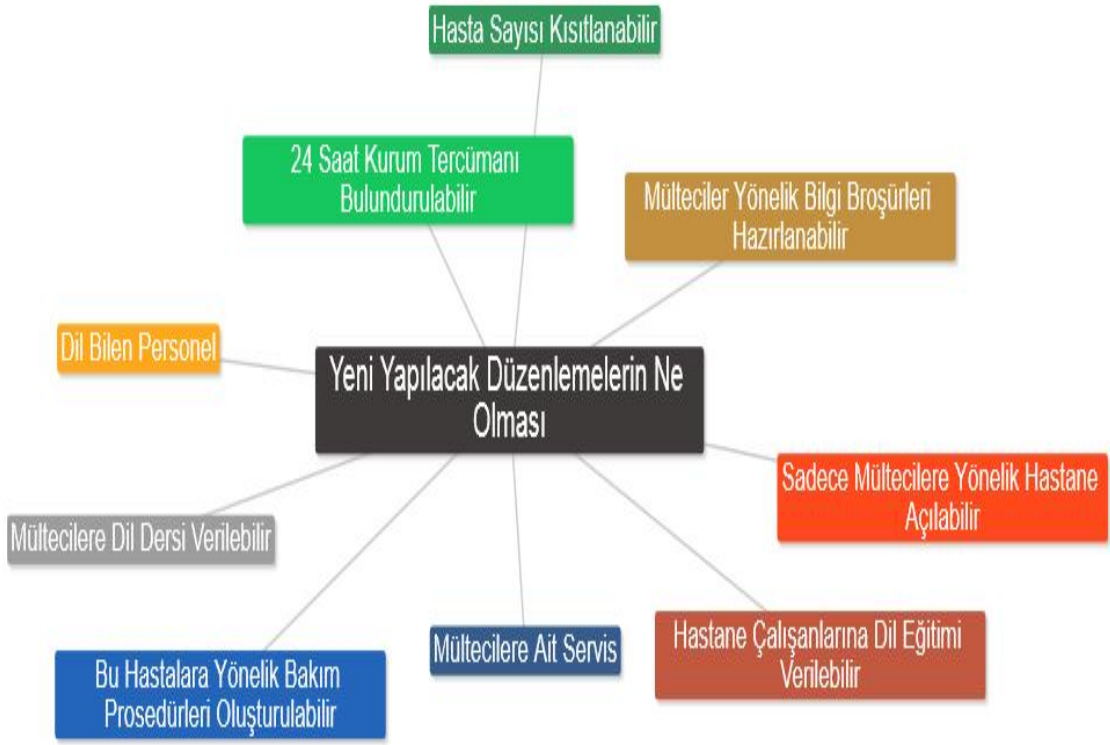 Hasta Sayısı Kısıtlanabilir
24 Saat Kurum Tercümanı
Bulundurulabilir
Mülteciler Yönelik Bilgi Broşürleri
Hazırlanabilir
Dil Bilen Personel
Yeni Yapılacak Düzenlemelerin Ne
Olması
Sadece Mültecilere Yönelik Hastane
Açılabilir
Mültecilere Dil Dersi Verilebilir
Mültecilere Ait Servis
Hastane Çalışanlarına Dil Eğitimi
Verilebilir
Bu Hastalara Yönelik Bakım
Prosedürleri Oluşturulabilir